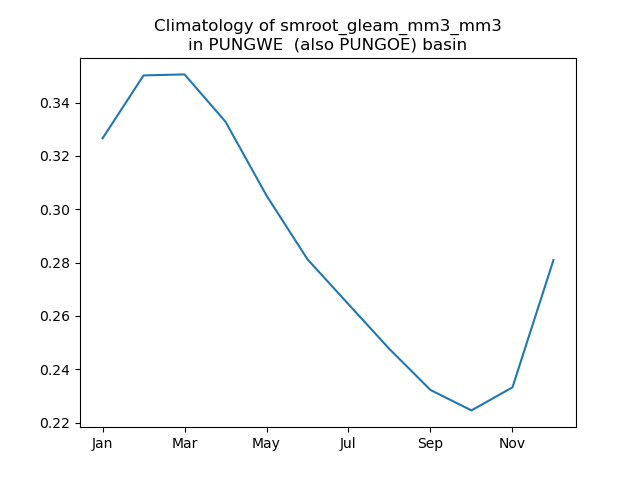 Climatology of smroot_gleam_mm3_mm3
in PUNGWE  (also PUNGOE) basin
0.34
0.32
0.30
0.28
0.26
0.24
0.22
Jan Mar May Jul Sep Nov